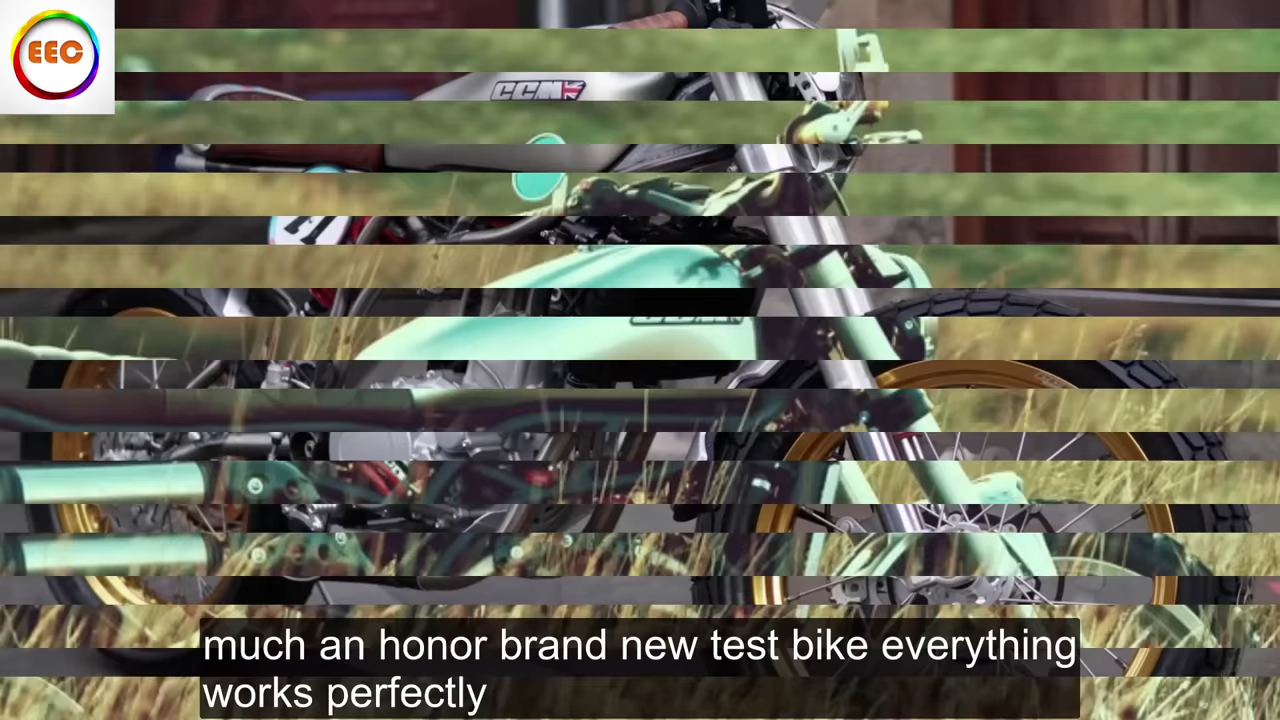 EEC
CCM
much an honor brand new test bike everything
works perfectly